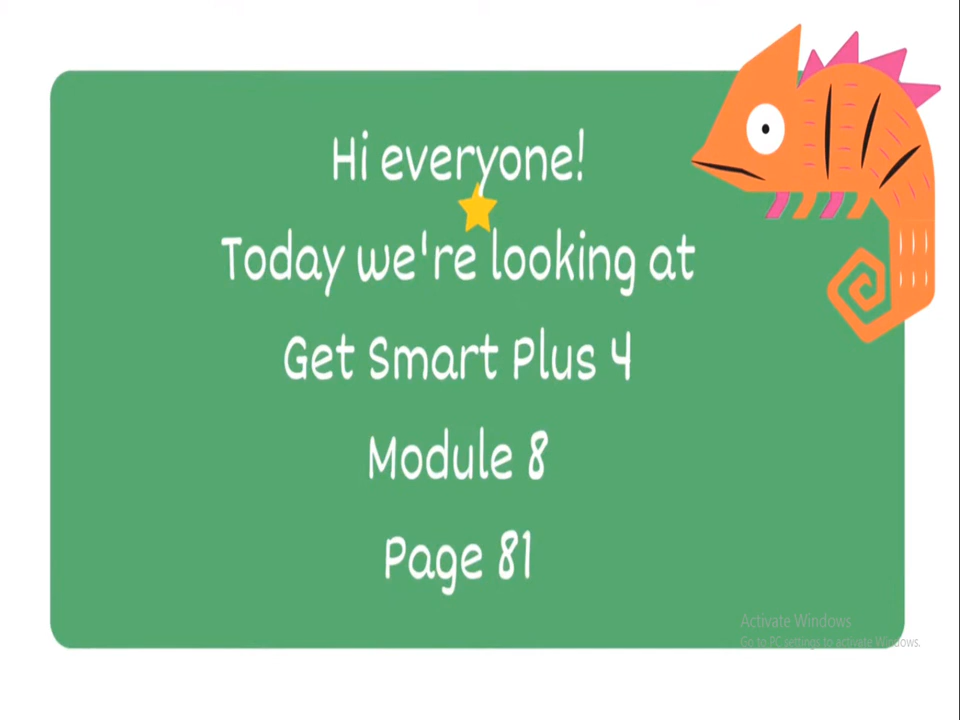 Hi everyone!
Today we're looking at
Get Smart Plus 4
Module 8
Page 81
Activate Windows
Go to PC settings to activate Windows.